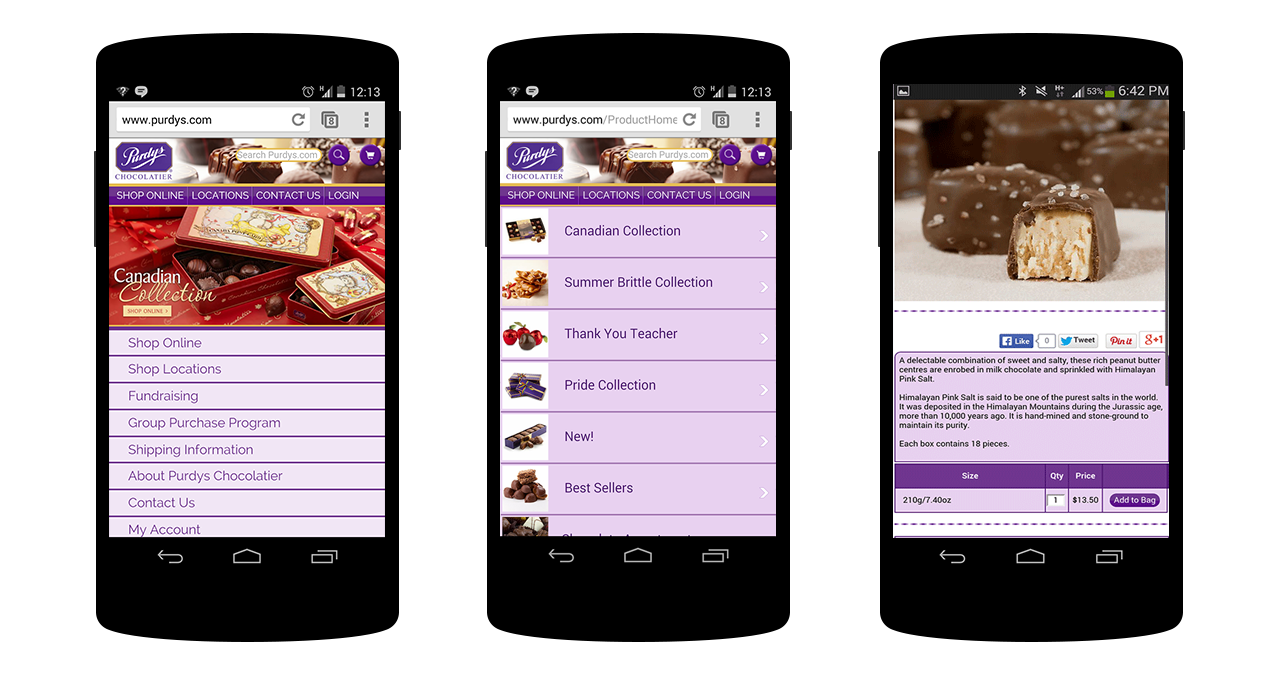 12:13
www.purdys.com
8
Purdys
CHOCOLATIER
Search Purdys.com
SHOP ONLINE
LOCATIONS
CONTACT US
LOGIN
Canadian
Collection
SHOP ONLINE >
Shop Online
Shop Locations
Fundraising
Group Purchase Program
Shipping Information
About Purdys Chocolatier
Contact Us
My Account
12:13
www.purdys.com/ProductHome
8
Purdys
CHOCOLATIER
Search Purdys.com
SHOP ONLINE
LOCATIONS
CONTACT US
LOGIN
Canadian Collection
Summer Brittle Collection
Thank You Teacher
Pride Collection
New!
Best Sellers
H+ 53% 6:42 PM
Like 0 Tweet Pin it g+1
A delectable combination of sweet and salty, these rich peanut butter
centres are enrobed in milk chocolate and sprinkled with Himalayan
Pink Salt.
Himalayan Pink Salt is said to be one of the purest salts in the world.
It was deposited in the Himalayan Mountains during the Jurassic age,
more than 10,000 years ago. It is hand-mined and stone-ground to
maintain its purity.
Each box contains 18 pieces.
Size Qty Price
210g/7.40oz 1 $13.50 Add to Bag